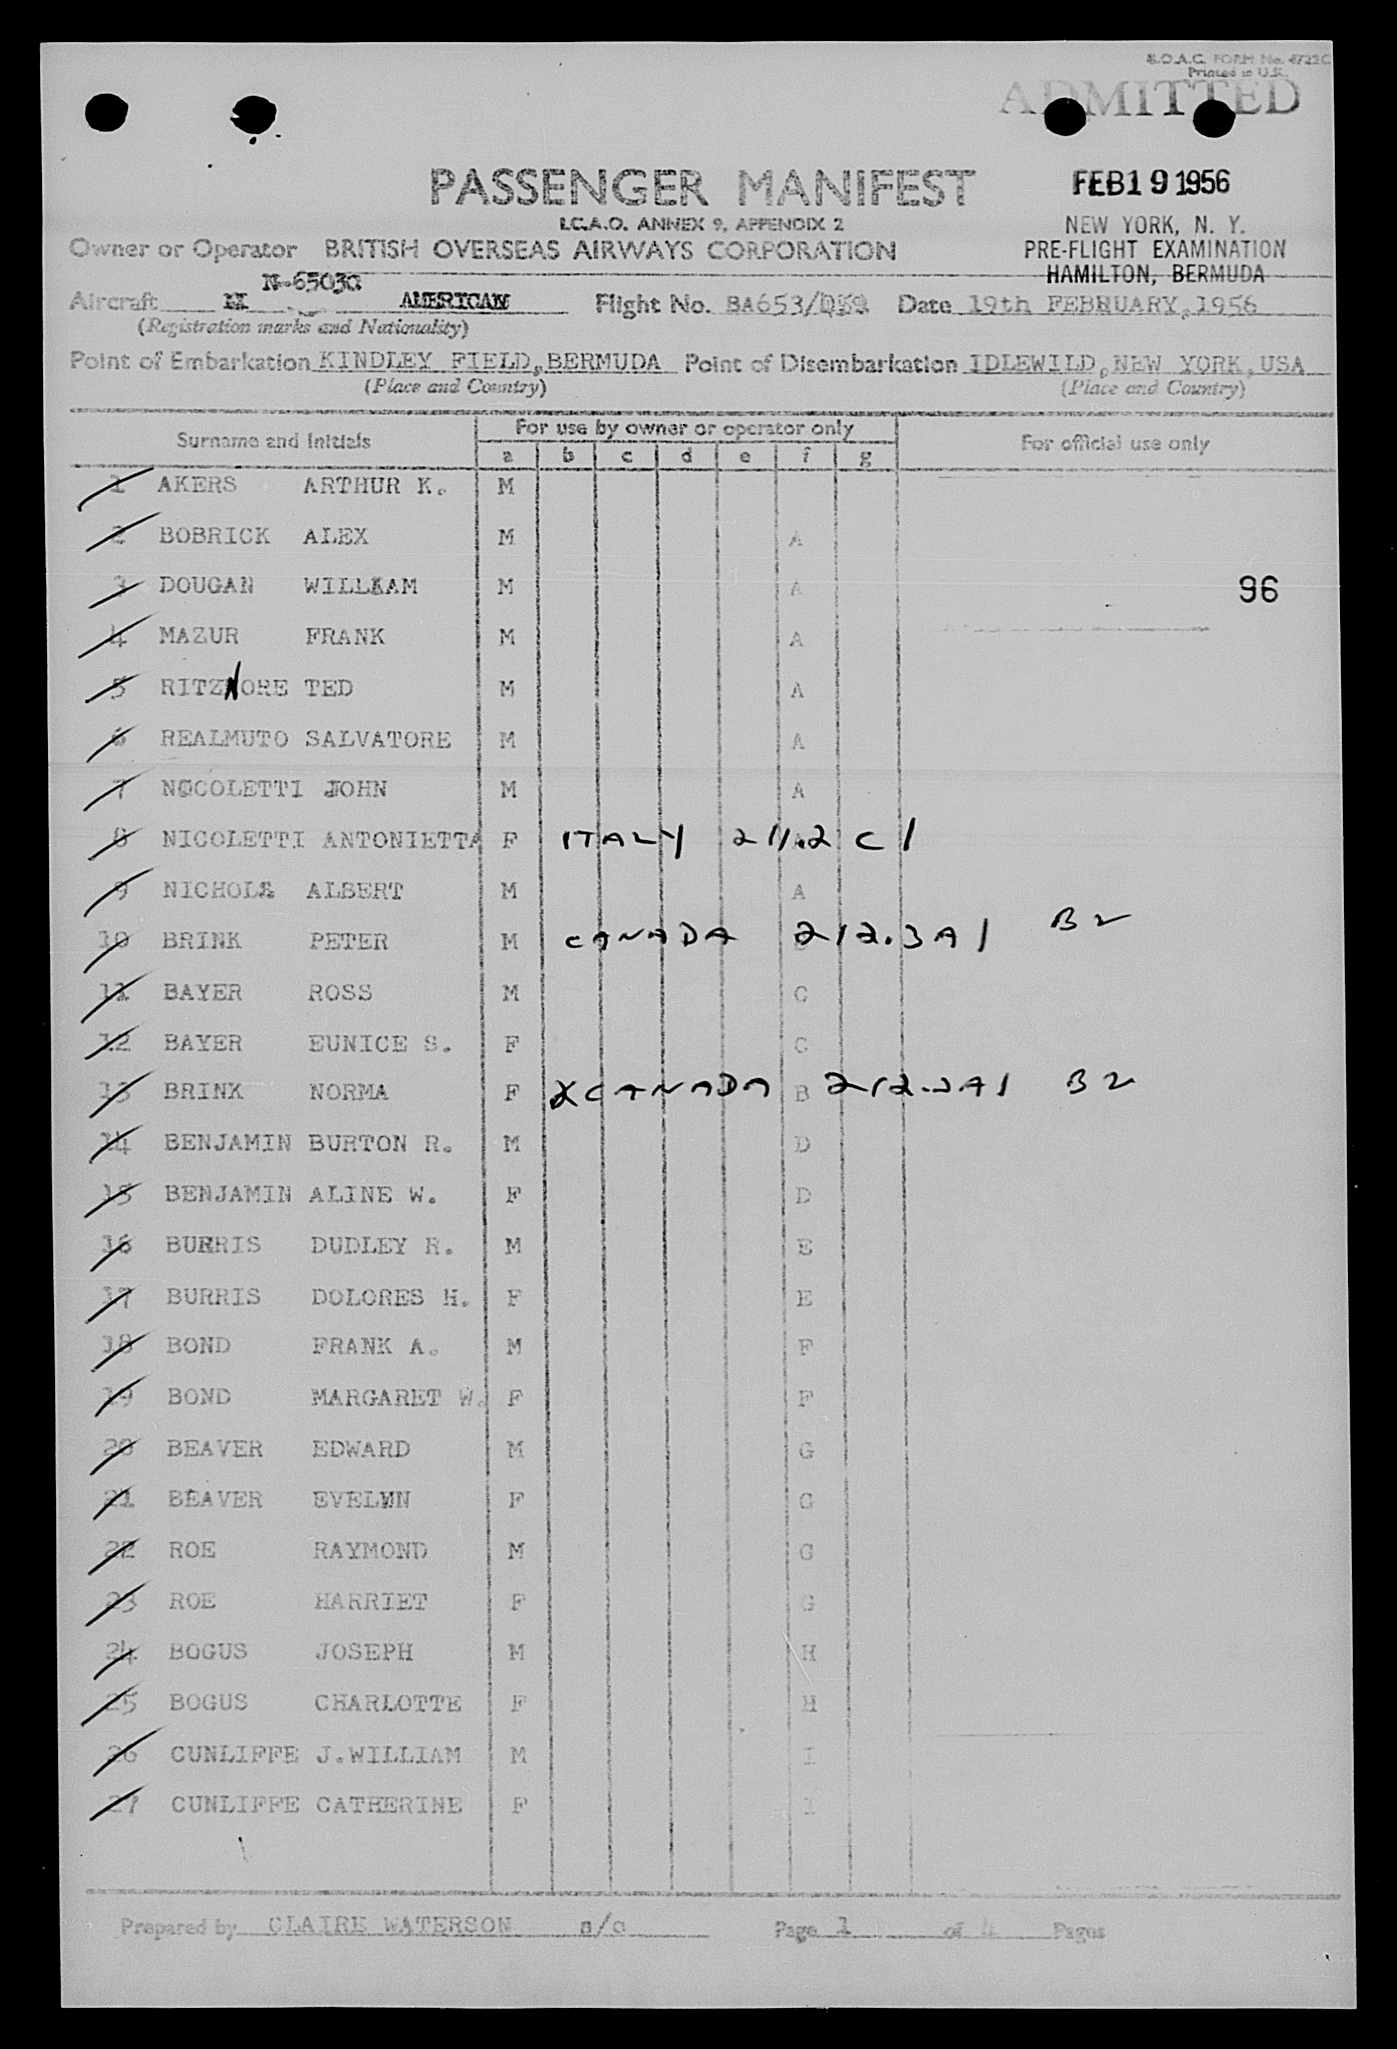 B.O.A.C. FORM No. 4722C
Printed in U.K.
ADMITTED
PASSENGER MANIFEST
FEB 19 1956
I.C.A.O. ANNEX 9, APPENDIX 2
NEW YORK, N. Y.
Owner or Operator BRITISH OVERSEAS AIRWAYS CORPORATION
PRE-FLIGHT EXAMINATION
HAMILTON, BERMUDA
N-6503C
Aircraft AMERICAN Flight No. BA653/ Date 19th FEBRUARY, 1956
(Registration marks and Nationality)
Point of Embarkation KINDLEY FIELD, BERMUDA Point of Disembarkation IDLEWILD, NEW YORK, USA
(Place and Country) (Place and Country)
Surname and Initials For use by owner or operator only For official use only
a b c d e f g
1 AKERS ARTHUR K. M
2 BOBRICK ALEX M A
3 DOUGAN WILLIAM M A 96
4 MAZUR FRANK M A
5 RITZNORE TED M A
6 REALMUTO SALVATORE M A
7 NOCOLETTI JOHN M A
8 NICOLETTI ANTONIETTA F ITALY 211.2 C 1
9 NICHOLS ALBERT M A
10 BRINK PETER M CANADA 212.3 A 1 B2
11 BAYER ROSS M C
12 BAYER EUNICE S. F C
13 BRINK NORMA F X CANADA B 212.3 A 1 B2
14 BENJAMIN BURTON R. M D
15 BENJAMIN ALINE W. F D
16 BURRIS DUDLEY R. M E
17 BURRIS DOLORES H. F E
18 BOND FRANK A. M F
19 BOND MARGARET W. F F
20 BEAVER EDWARD M G
21 BEAVER EVELYN F G
22 ROE RAYMOND M G
23 ROE HARRIET F G
24 BOGUS JOSEPH M H
25 BOGUS CHARLOTTE F H
26 CUNLIFFE J. WILLIAM M I
27 CUNLIFFE CATHERINE F I
Prepared by CLAIRE WATERSON s/c Page 1 of 4 Pages